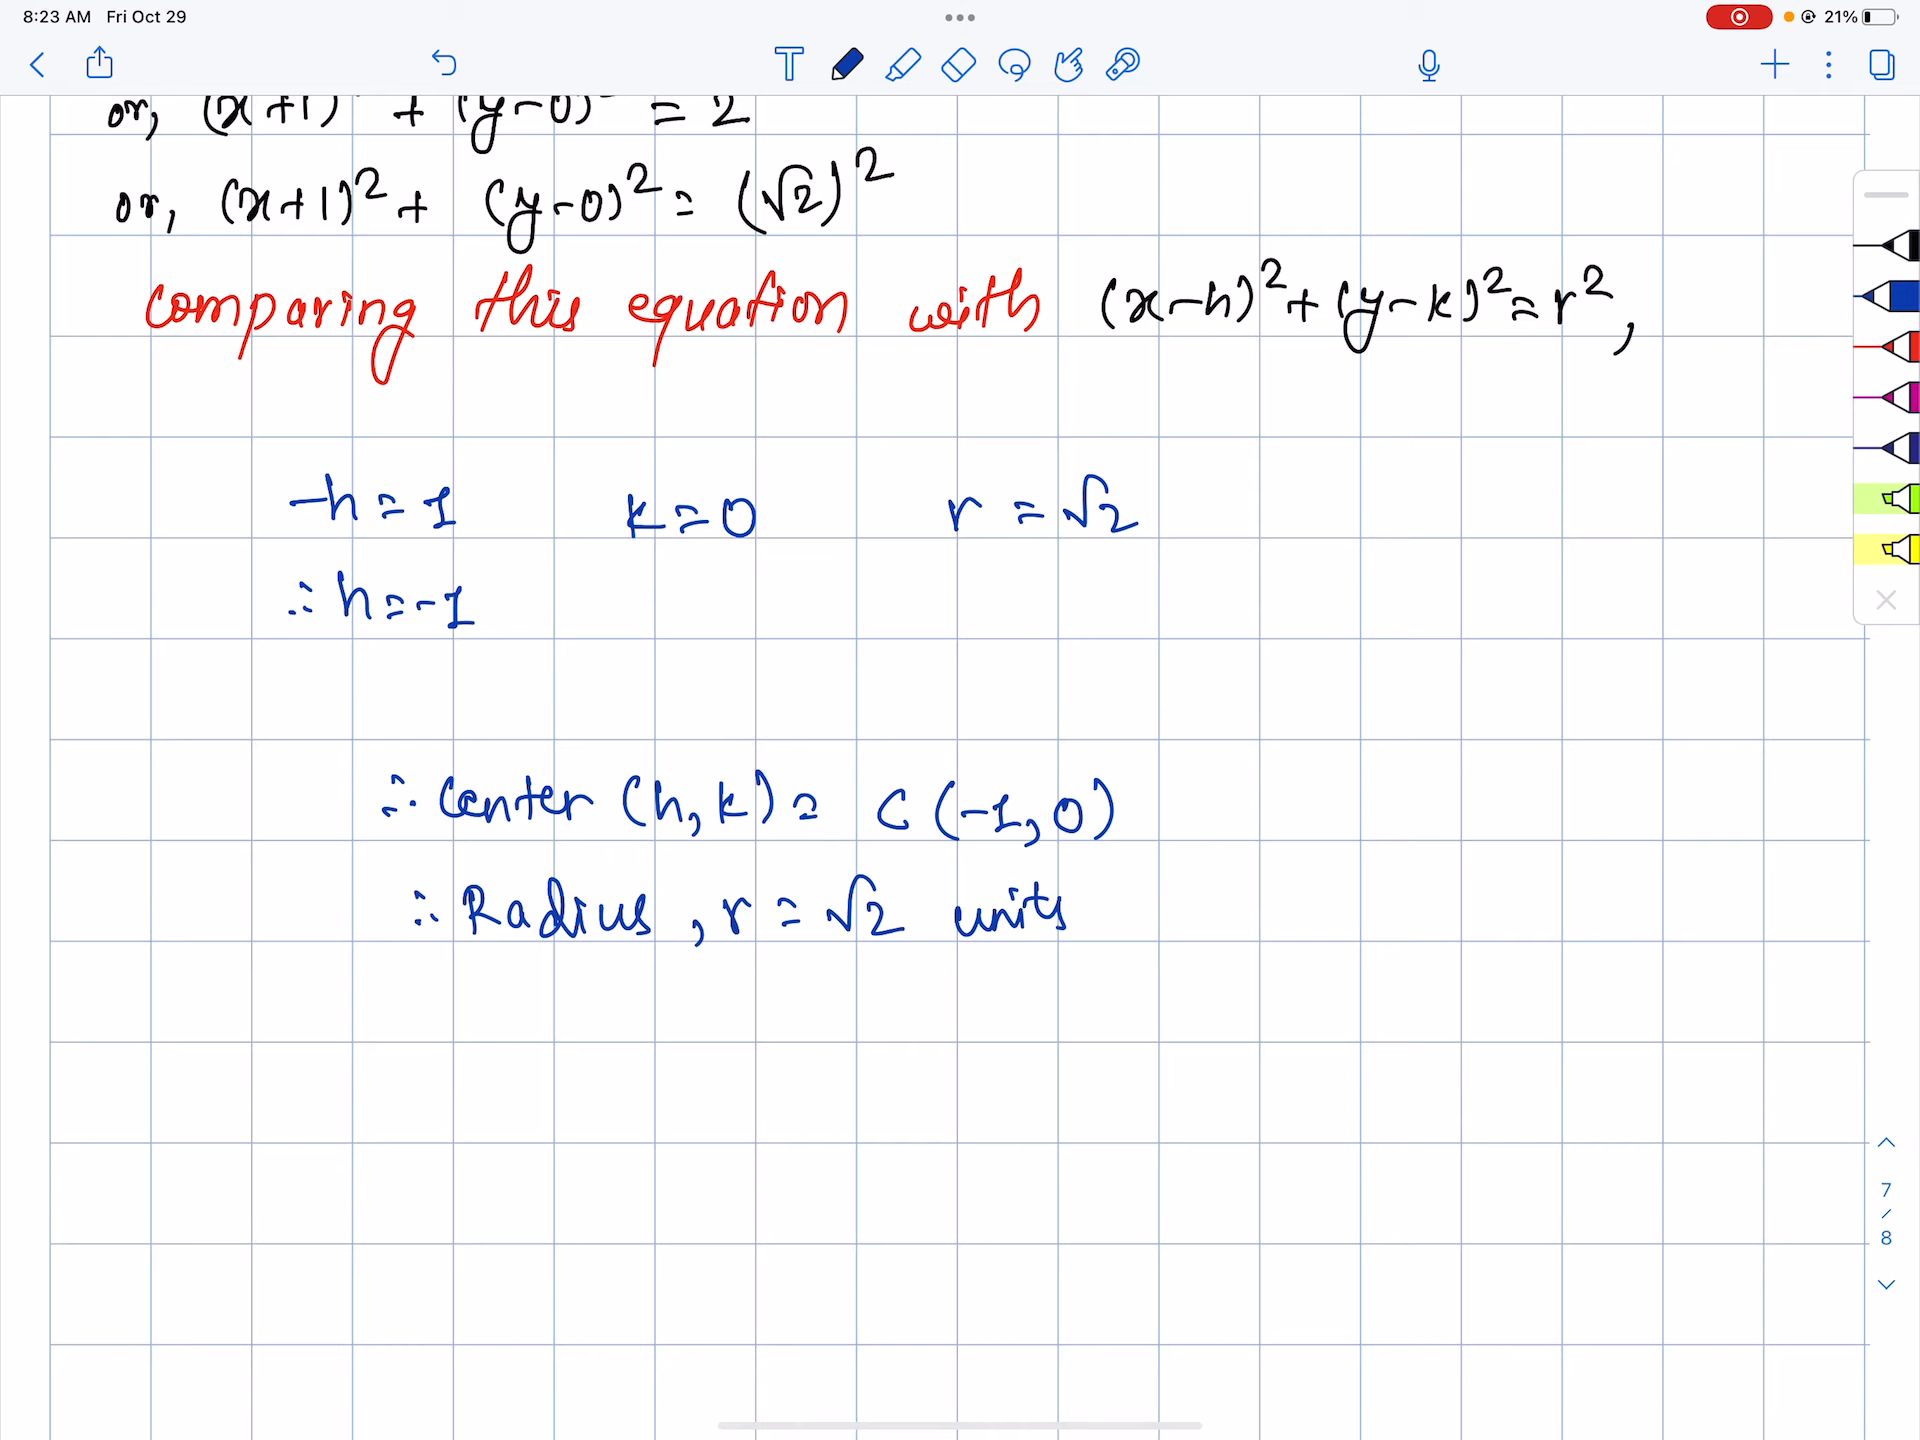 8:23 AM Fri Oct 29 21%
or, (x+1)² + (y-0)² = 2
or, (x+1)² + (y-0)² = (√2)²
comparing this equation with (x-h)² + (y-k)² = r²,
-h = 1 k = 0 r = √2
∴ h = -1
∴ Center (h, k) = C (-1, 0)
∴ Radius, r = √2 units
7
/
8